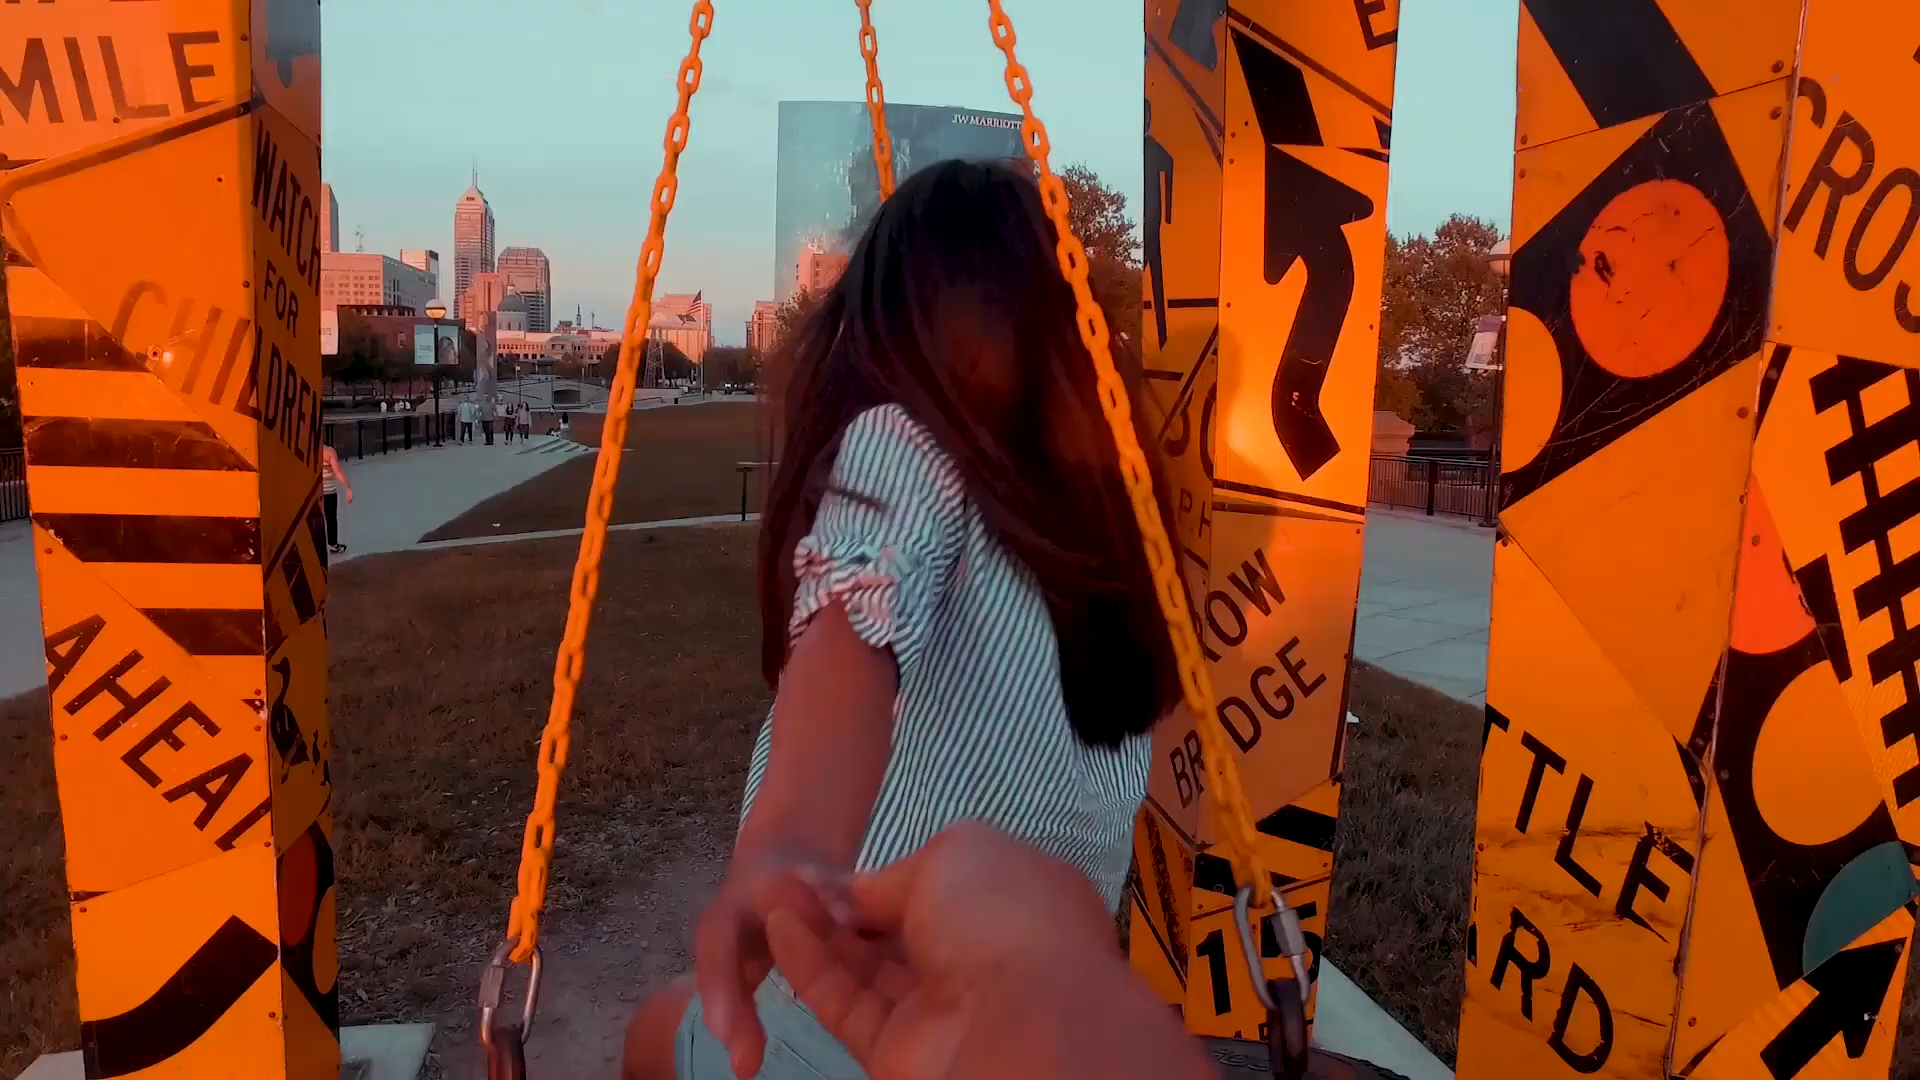 MILE
WATCH
FOR
CHILDREN
AHEAD
JW MARRIOTT
E
ROW
BRIDGE
15
CROS
TTLE
RD